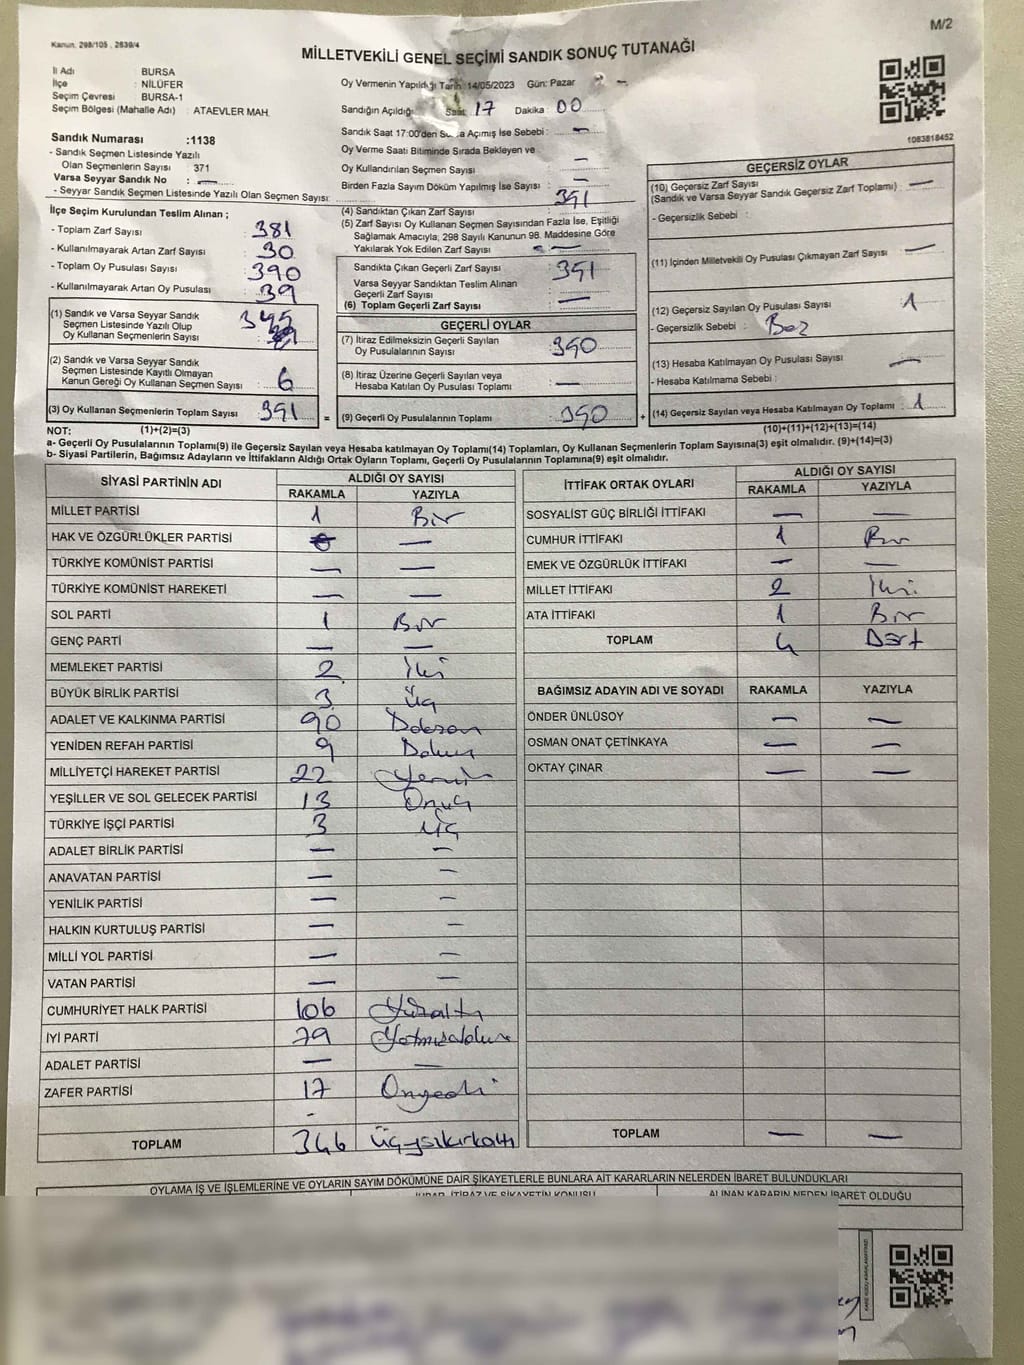 M/2
Kanun. 298/105 , 2839/4
MİLLETVEKİLİ GENEL SEÇİMİ SANDIK SONUÇ TUTANAĞI
İl Adı : BURSA
İlçe : NİLÜFER
Seçim Çevresi : BURSA-1
Seçim Bölgesi (Mahalle Adı) : ATAEVLER MAH.
Sandık Numarası :1138
- Sandık Seçmen Listesinde Yazılı
Olan Seçmenlerin Sayısı : 371
Varsa Seyyar Sandık No : —
- Seyyar Sandık Seçmen Listesinde Yazılı Olan Seçmen Sayısı:
Oy Vermenin Yapıldığı Tarih 14/05/2023 Gün: Pazar
Sandığın Açıldığı Saat 17 Dakika : 00
Sandık Saat 17:00'den Açımış İse Sebebi : —
Oy Verme Saati Bitiminde Sırada Bekleyen ve
Oy Kullandırılan Seçmen Sayısı : —
Birden Fazla Sayım Döküm Yapılmış İse Sayısı : —
1083818452
İlçe Seçim Kurulundan Teslim Alınan ;
- Toplam Zarf Sayısı : 381
- Kullanılmayarak Artan Zarf Sayısı : 30
- Toplam Oy Pusulası Sayısı : 390
- Kullanılmayarak Artan Oy Pusulası : 39
(1) Sandık ve Varsa Seyyar Sandık
Seçmen Listesinde Yazılı Olup
Oy Kullanan Seçmenlerin Sayısı :
(2) Sandık ve Varsa Seyyar Sandık
Seçmen Listesinde Kayıtlı Olmayan
Kanun Gereği Oy Kullanan Seçmen Sayısı : 6
(3) Oy Kullanan Seçmenlerin Toplam Sayısı : 351 =
(4) Sandıktan Çıkan Zarf Sayısı : 351
(5) Zarf Sayısı Oy Kullanan Seçmen Sayısından Fazla İse, Eşitliği
Sağlamak Amacıyla, 298 Sayılı Kanunun 98. Maddesine Göre
Yakılarak Yok Edilen Zarf Sayısı : —
Sandıkta Çıkan Geçerli Zarf Sayısı : 351
Varsa Seyyar Sandıktan Teslim Alınan
Geçerli Zarf Sayısı :
(6) Toplam Geçerli Zarf Sayısı : —
GEÇERLİ OYLAR
(7) İtiraz Edilmeksizin Geçerli Sayılan
Oy Pusulalarının Sayısı : 350
(8) İtiraz Üzerine Geçerli Sayılan veya
Hesaba Katılan Oy Pusulası Toplamı : —
(9) Geçerli Oy Pusulalarının Toplamı : 350 +
GEÇERSİZ OYLAR
(10) Geçersiz Zarf Sayısı : —
(Sandık ve Varsa Seyyar Sandık Geçersiz Zarf Toplamı)
- Geçersizlik Sebebi :
(11) İçinden Milletvekili Oy Pusulası Çıkmayan Zarf Sayısı : —
(12) Geçersiz Sayılan Oy Pusulası Sayısı : 1
- Geçersizlik Sebebi :
(13) Hesaba Katılmayan Oy Pusulası Sayısı : —
- Hesaba Katılmama Sebebi :
(14) Geçersiz Sayılan veya Hesaba Katılmayan Oy Toplamı : 1
NOT: (1)+(2)=(3) (10)+(11)+(12)+(13)=(14)
a- Geçerli Oy Pusulalarının Toplamı(9) ile Geçersiz Sayılan veya Hesaba katılmayan Oy Toplamı(14) Toplamları, Oy Kullanan Seçmenlerin Toplam Sayısına(3) eşit olmalıdır. (9)+(14)=(3)
b- Siyasi Partilerin, Bağımsız Adayların ve İttifakların Aldığı Ortak Oyların Toplamı, Geçerli Oy Pusulalarının Toplamına(9) eşit olmalıdır.
SİYASİ PARTİNİN ADI ALDIĞI OY SAYISI
RAKAMLA YAZIYLA
MİLLET PARTİSİ 1 Bir
HAK VE ÖZGÜRLÜKLER PARTİSİ —
TÜRKİYE KOMÜNİST PARTİSİ — —
TÜRKİYE KOMÜNİST HAREKETİ — —
SOL PARTİ 1 Bir
GENÇ PARTİ — —
MEMLEKET PARTİSİ 2 İki
BÜYÜK BİRLİK PARTİSİ 3 Üç
ADALET VE KALKINMA PARTİSİ 90 Doksan
YENİDEN REFAH PARTİSİ 9 Dokuz
MİLLİYETÇİ HAREKET PARTİSİ 22
YEŞİLLER VE SOL GELECEK PARTİSİ 13 Onüç
TÜRKİYE İŞÇİ PARTİSİ 3 Üç
ADALET BİRLİK PARTİSİ — —
ANAVATAN PARTİSİ — —
YENİLİK PARTİSİ — —
HALKIN KURTULUŞ PARTİSİ — —
MİLLİ YOL PARTİSİ — —
VATAN PARTİSİ — —
CUMHURİYET HALK PARTİSİ 106 Yüzaltı
İYİ PARTİ 79 Yetmişdokuz
ADALET PARTİSİ — —
ZAFER PARTİSİ 17 Onyedi
-
TOPLAM 346 Üçyüzkırkaltı
İTTİFAK ORTAK OYLARI ALDIĞI OY SAYISI
RAKAMLA YAZIYLA
SOSYALİST GÜÇ BİRLİĞİ İTTİFAKI — —
CUMHUR İTTİFAKI 1 Bir
EMEK VE ÖZGÜRLÜK İTTİFAKI — —
MİLLET İTTİFAKI 2 İki
ATA İTTİFAKI 1 Bir
TOPLAM 4 Dört
BAĞIMSIZ ADAYIN ADI VE SOYADI RAKAMLA YAZIYLA
ÖNDER ÜNLÜSOY — —
OSMAN ONAT ÇETİNKAYA — —
OKTAY ÇINAR — —
TOPLAM — —
OYLAMA İŞ VE İŞLEMLERİNE VE OYLARIN SAYIM DÖKÜMÜNE DAİR ŞİKAYETLERLE BUNLARA AİT KARARLARIN NELERDEN İBARET BULUNDUKLARI
İTİRAZ VE ŞİKAYETİN KONUSU ALINAN KARARIN NEDEN İBARET OLDUĞU